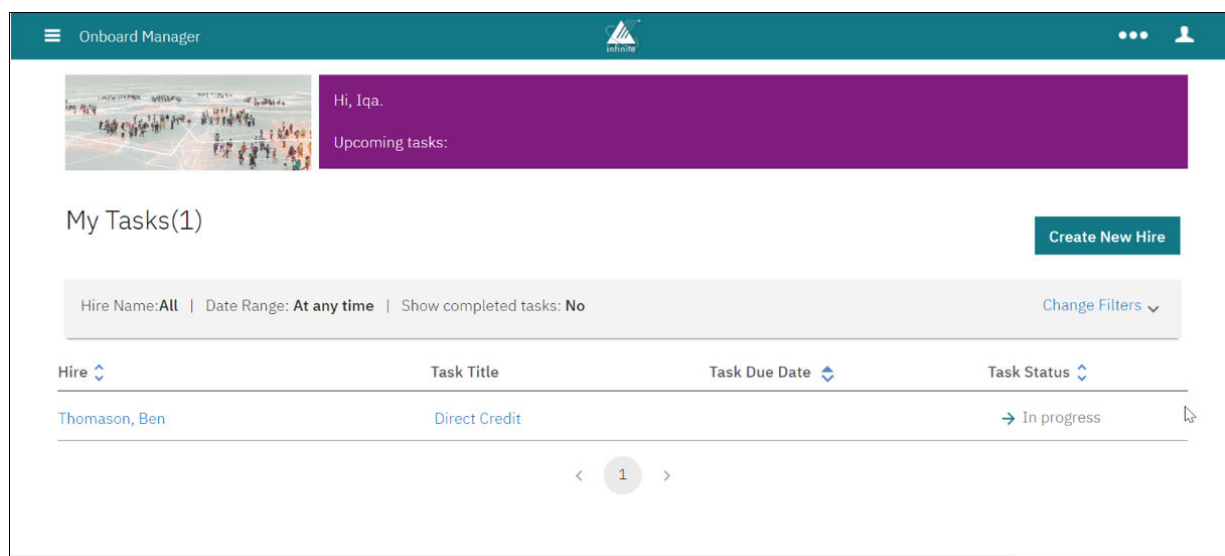 Onboard Manager
infinite
Hi, Iqa.
Upcoming tasks:
My Tasks(1)
Create New Hire
Hire Name:All | Date Range: At any time | Show completed tasks: No
Change Filters
Hire Task Title Task Due Date Task Status
Thomason, Ben Direct Credit → In progress
< 1 >